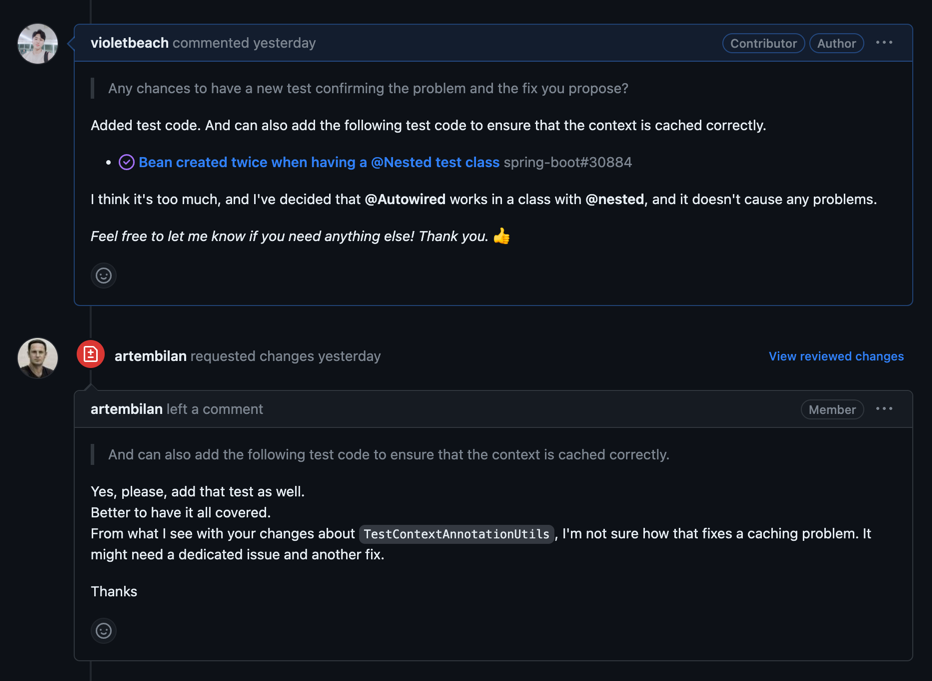 violetbeach commented yesterday
Contributor
Author
Any chances to have a new test confirming the problem and the fix you propose?
Added test code. And can also add the following test code to ensure that the context is cached correctly.
Bean created twice when having a @Nested test class spring-boot#30884
I think it's too much, and I've decided that @Autowired works in a class with @nested, and it doesn't cause any problems.
Feel free to let me know if you need anything else! Thank you. 👍
artembilan requested changes yesterday
View reviewed changes
artembilan left a comment
Member
And can also add the following test code to ensure that the context is cached correctly.
Yes, please, add that test as well.
Better to have it all covered.
From what I see with your changes about TestContextAnnotationUtils, I'm not sure how that fixes a caching problem. It
might need a dedicated issue and another fix.
Thanks